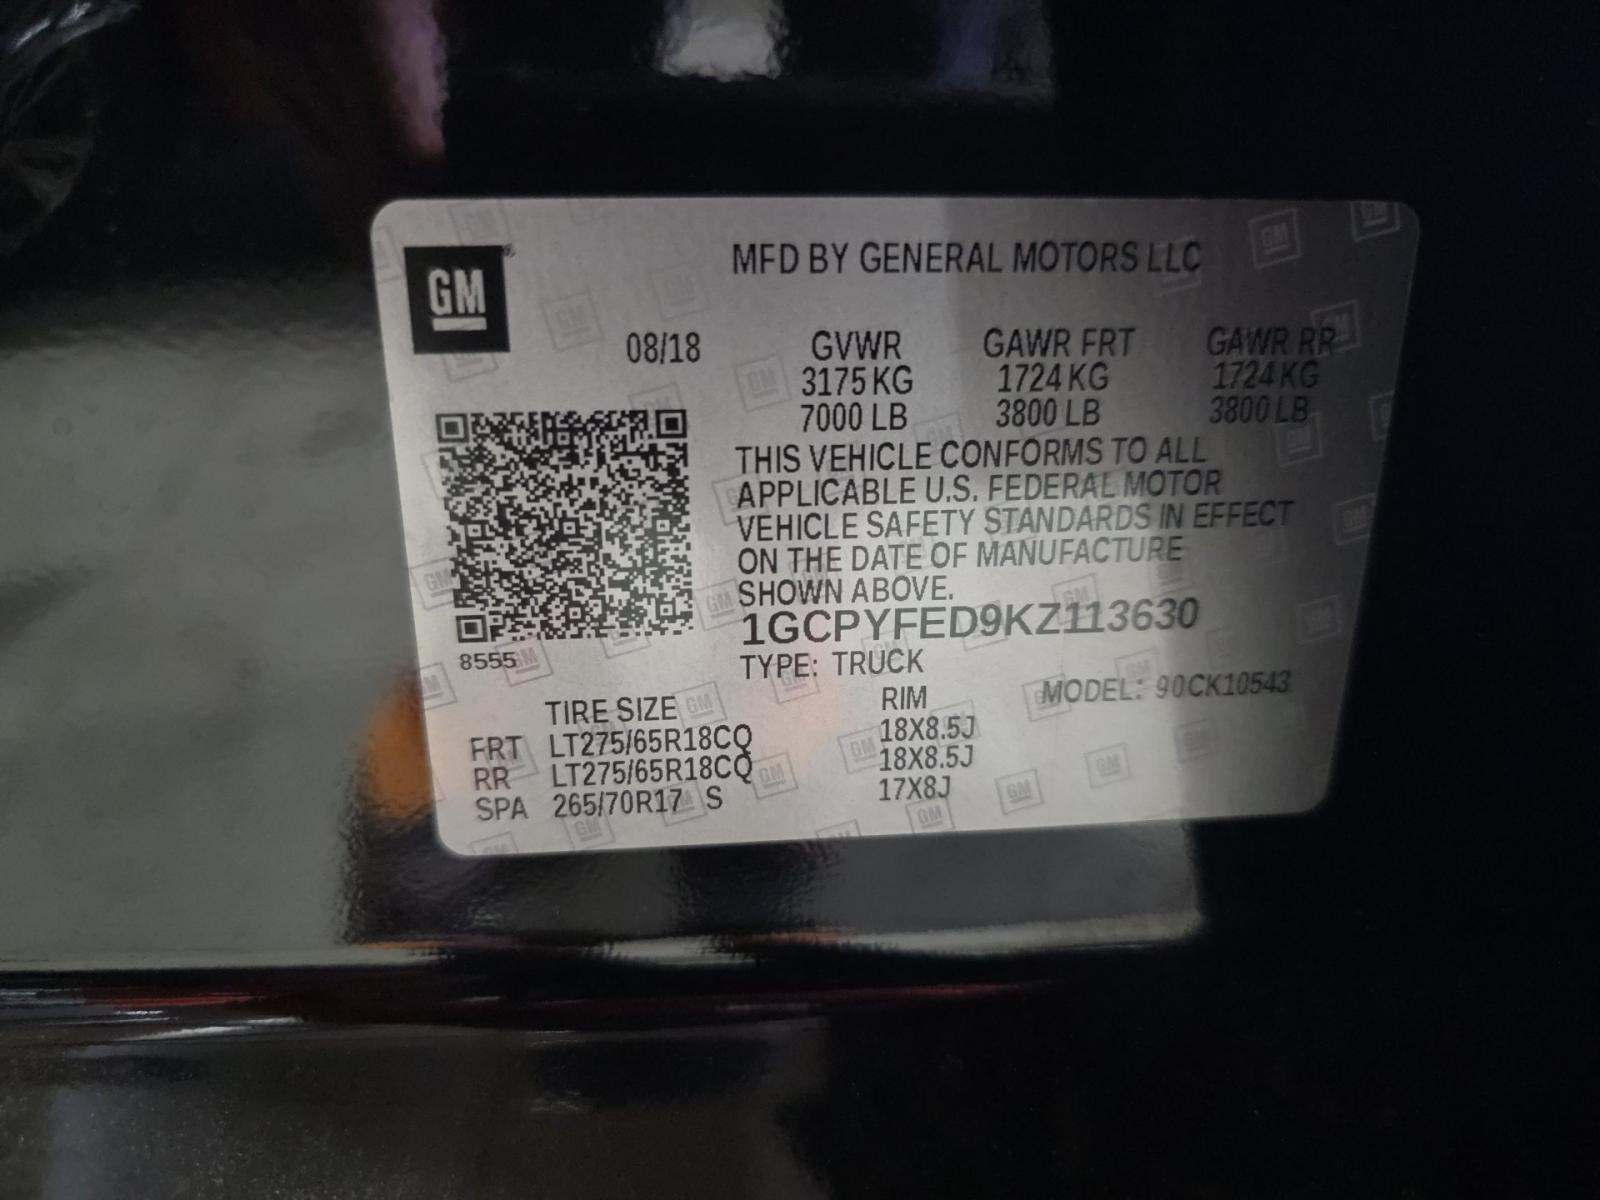 GM
MFD BY GENERAL MOTORS LLC
08/18 GVWR GAWR FRT GAWR RR
3175 KG 1724 KG 1724 KG
7000 LB 3800 LB 3800 LB
THIS VEHICLE CONFORMS TO ALL
APPLICABLE U.S. FEDERAL MOTOR
VEHICLE SAFETY STANDARDS IN EFFECT
ON THE DATE OF MANUFACTURE
SHOWN ABOVE.
1GCPYFED9KZ113630
8555
TYPE: TRUCK
MODEL: 90CK10543
TIRE SIZE RIM
FRT LT275/65R18CQ 18X8.5J
RR LT275/65R18CQ 18X8.5J
SPA 265/70R17 S 17X8J